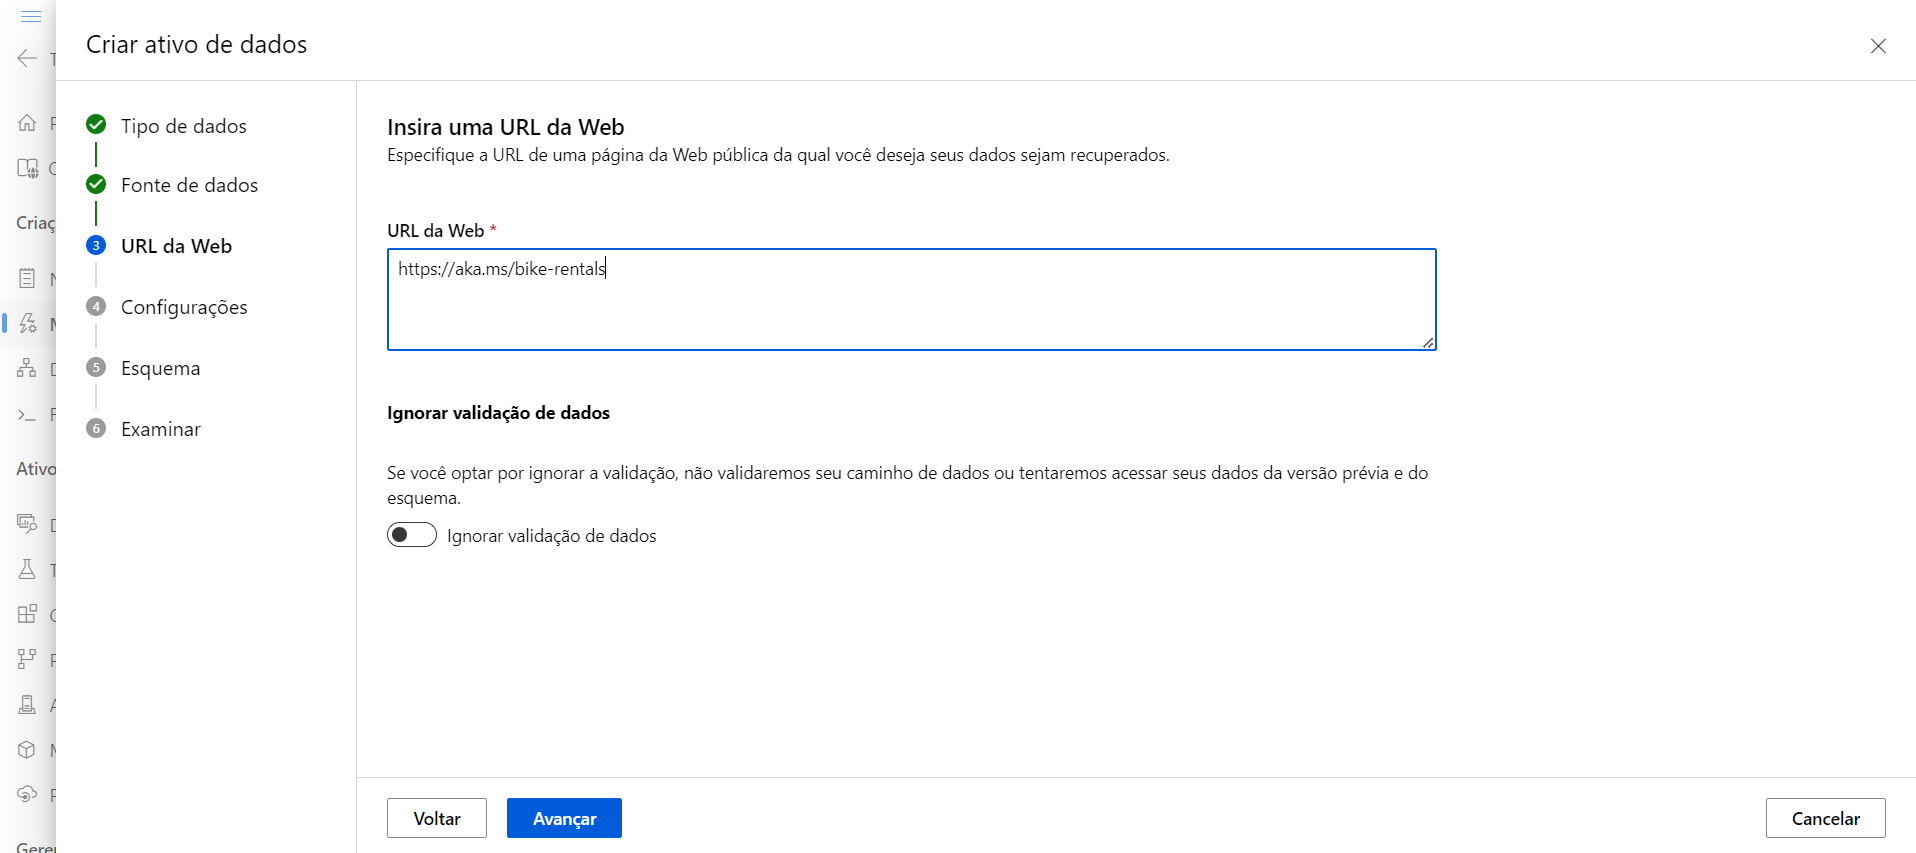 Criar ativo de dados
Tipo de dados
Fonte de dados
3 URL da Web
4 Configurações
5 Esquema
6 Examinar
Insira uma URL da Web
Especifique a URL de uma página da Web pública da qual você deseja seus dados sejam recuperados.
URL da Web *
https://aka.ms/bike-rentals
Ignorar validação de dados
Se você optar por ignorar a validação, não validaremos seu caminho de dados ou tentaremos acessar seus dados da versão prévia e do
esquema.
Ignorar validação de dados
Voltar
Avançar
Cancelar